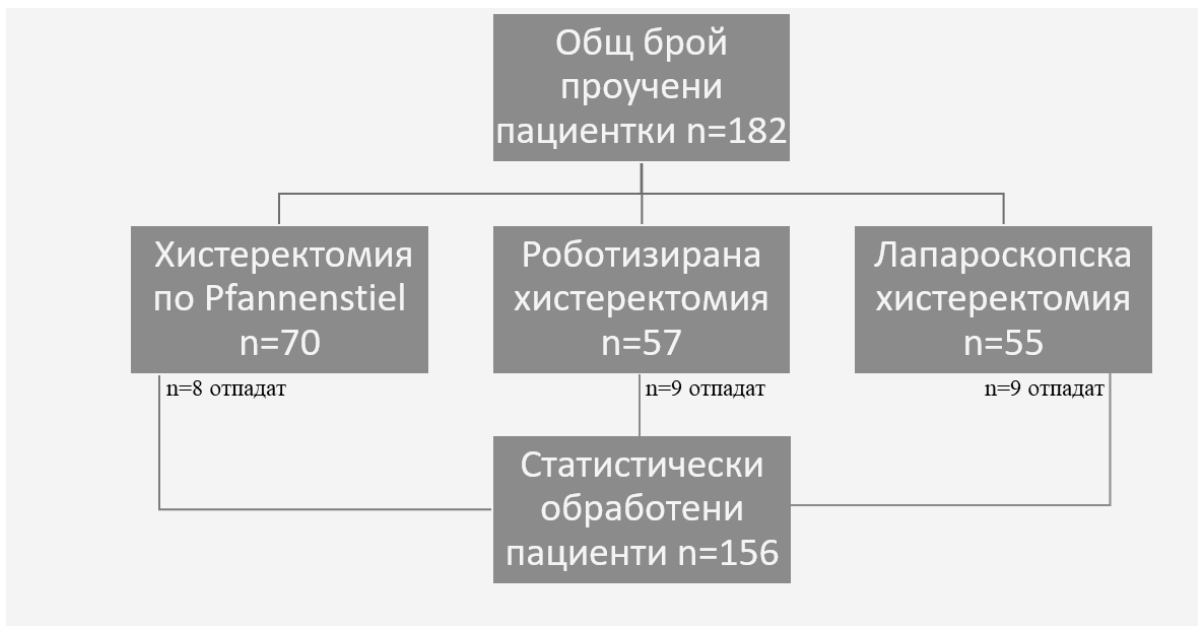 Общ брой
проучени
пациентки n=182
Хистеректомия
по Pfannenstiel
n=70
Роботизирана
хистеректомия
n=57
Лапароскопска
хистеректомия
n=55
n=8 отпадат
n=9 отпадат
n=9 отпадат
Статистически
обработени
пациенти n=156